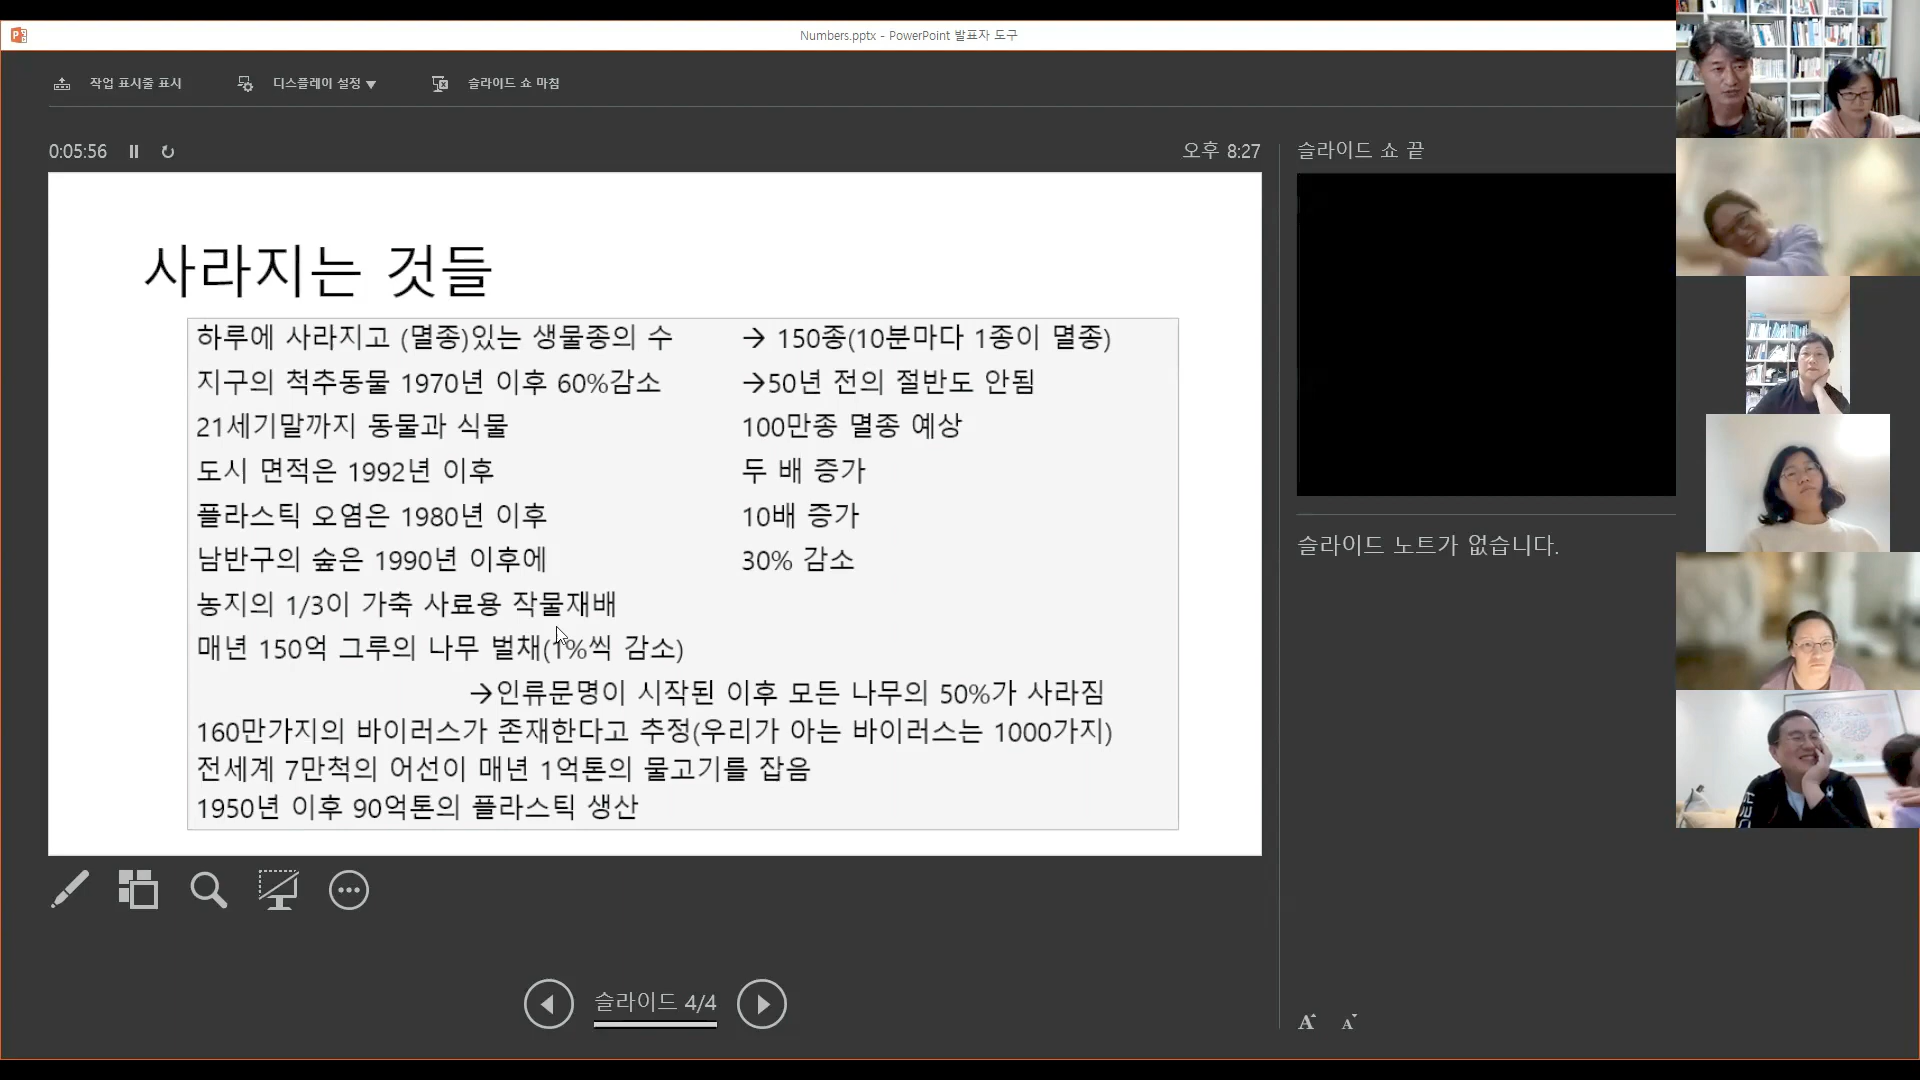 Numbers.pptx - PowerPoint 발표자 도구
작업 표시줄 표시
디스플레이 설정 ▼
슬라이드 쇼 마침
0:05:56
오후 8:27
슬라이드 쇼 끝
사라지는 것들
하루에 사라지고 (멸종)있는 생물종의 수 → 150종(10분마다 1종이 멸종)
지구의 척추동물 1970년 이후 60%감소 →50년 전의 절반도 안됨
21세기말까지 동물과 식물 100만종 멸종 예상
도시 면적은 1992년 이후 두 배 증가
플라스틱 오염은 1980년 이후 10배 증가
남반구의 숲은 1990년 이후에 30% 감소
농지의 1/3이 가축 사료용 작물재배
매년 150억 그루의 나무 벌채(1%씩 감소)
→인류문명이 시작된 이후 모든 나무의 50%가 사라짐
160만가지의 바이러스가 존재한다고 추정(우리가 아는 바이러스는 1000가지)
전세계 7만척의 어선이 매년 1억톤의 물고기를 잡음
1950년 이후 90억톤의 플라스틱 생산
슬라이드 노트가 없습니다.
슬라이드 4/4
A A